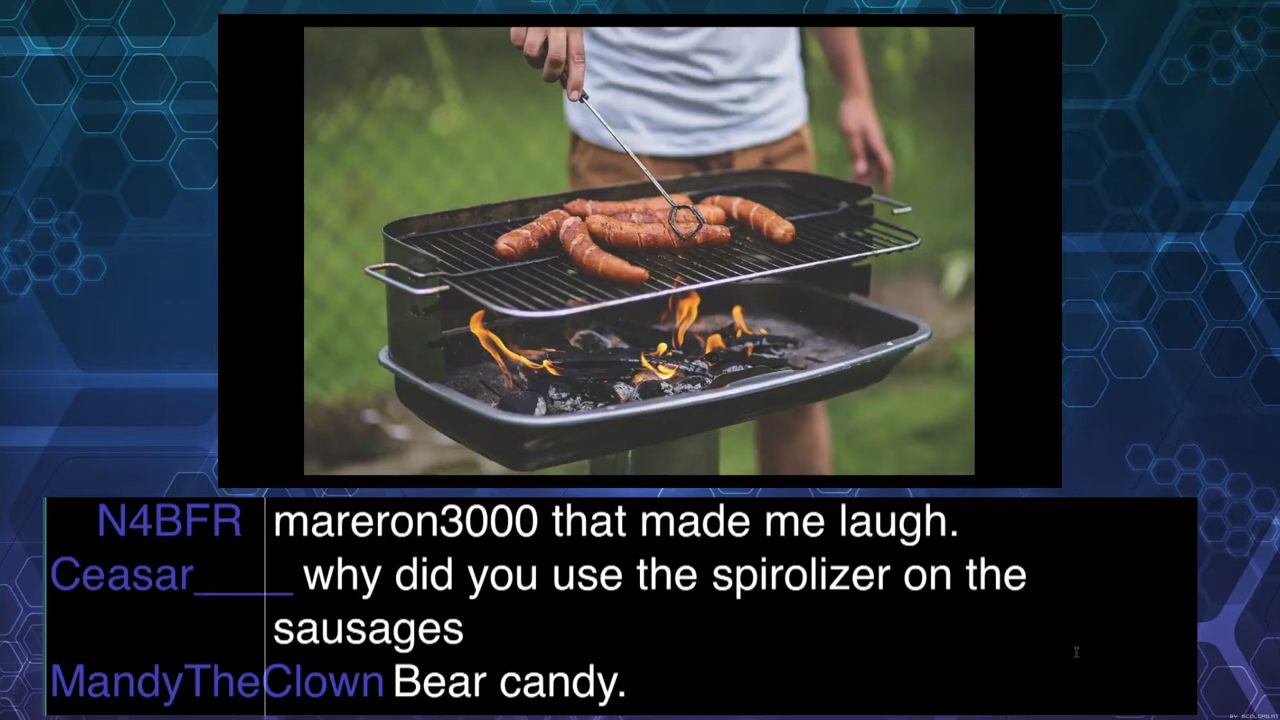 N4BFR mareron3000 that made me laugh.
Ceasar_____ why did you use the spirolizer on the
sausages
MandyTheClown Bear candy.